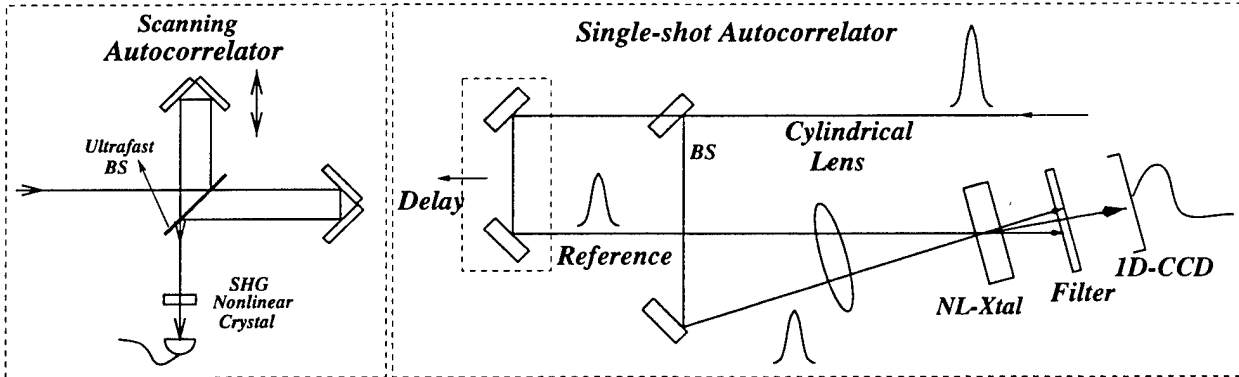 Scanning
Autocorrelator
Ultrafast
BS
SHG
Nonlinear
Crystal
Single-shot Autocorrelator
BS
Cylindrical
Lens
Delay
Reference
NL-Xtal
Filter
1D-CCD